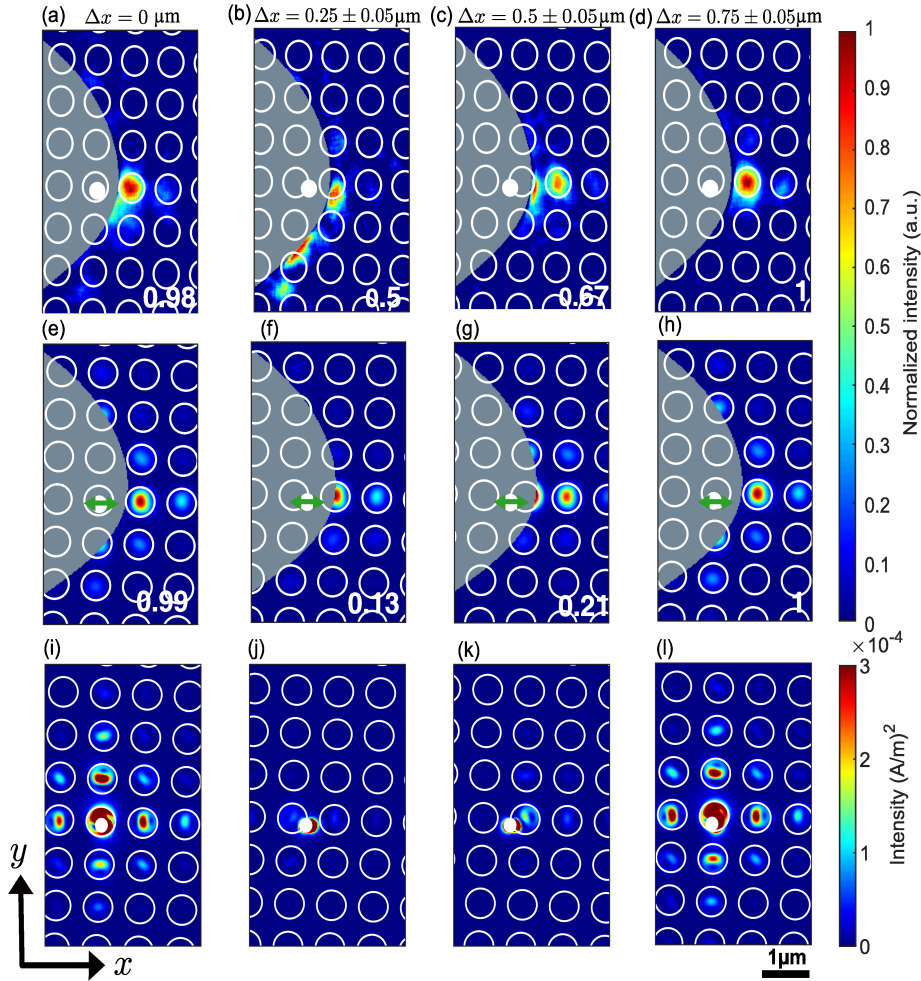 (a) Δx = 0 μm
(b) Δx = 0.25 ± 0.05μm
(c) Δx = 0.5 ± 0.05μm
(d) Δx = 0.75 ± 0.05μm
0.98
0.5
0.67
1
(e)
(f)
(g)
(h)
0.99
0.13
0.21
1
1
0.9
0.8
0.7
0.6
0.5
0.4
0.3
0.2
0.1
0
Normalized intensity (a.u.)
(i)
(j)
(k)
(l)
×10⁻⁴
3
2
1
0
Intensity (A/m)²
y
x
1μm